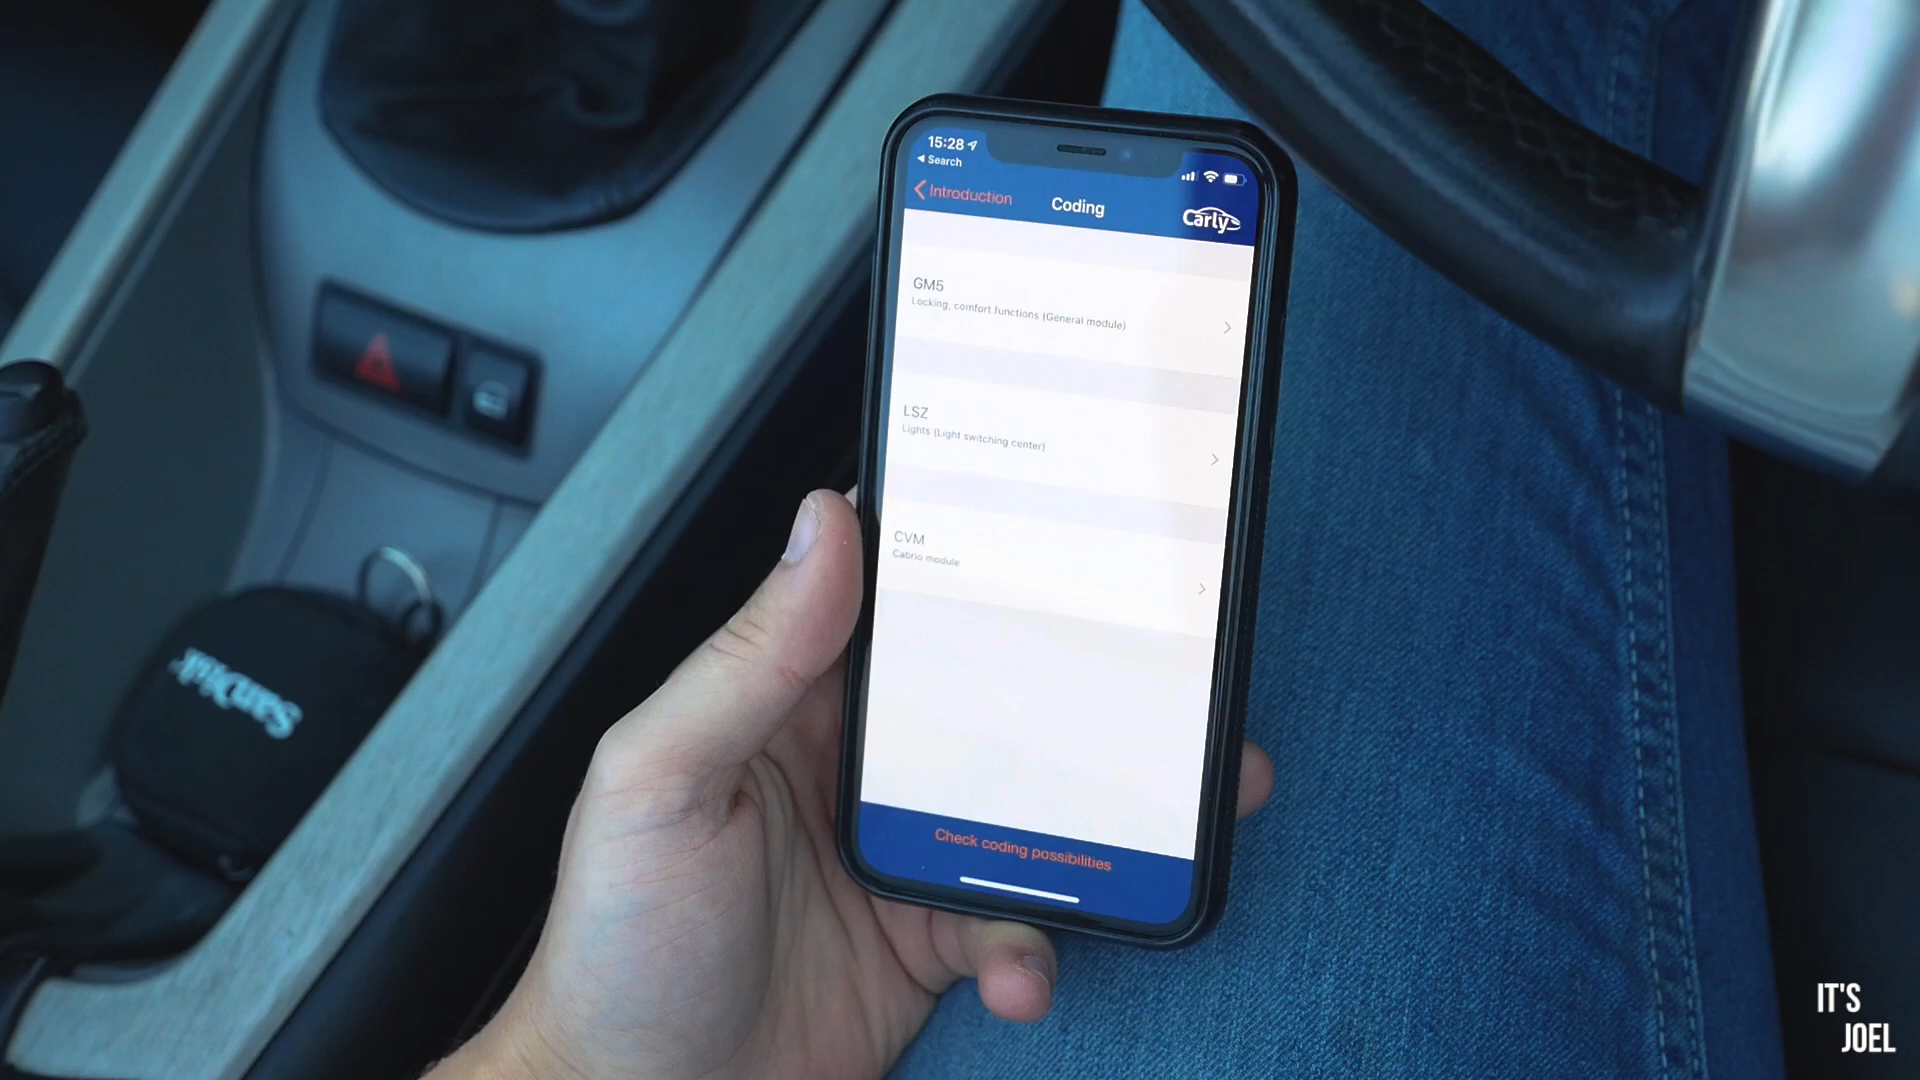 15:28
Search
Introduction
Coding
Carly
GM5
Locking, comfort functions (General module)
LSZ
Lights (Light switching center)
CVM
Cabrio module
Check coding possibilities
SanDisk
IT'S
JOEL